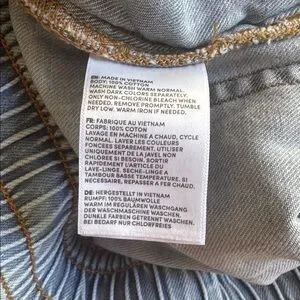 EN: MADE IN VIETNAM
BODY: 100% COTTON
MACHINE WASH WARM NORMAL.
WASH DARK COLORS SEPARATELY.
ONLY NON-CHLORINE BLEACH WHEN
NEEDED. REMOVE PROMPTLY. TUMBLE
DRY LOW. WARM IRON IF NEEDED.
FR: FABRIQUE AU VIETNAM
CORPS: 100% COTON
LAVAGE EN MACHINE A CHAUD, CYCLE
NORMAL. LAVER LES COULEURS
FONCEES SEPAREMENT. UTILISER
UNIQUEMENT DE LA JAVEL NON
CHLOREE SI BESOIN. SORTIR
RAPIDEMENT L'ARTICLE DU
LAVE-LINGE. SECHE-LINGE A
TAMBOUR BASSE TEMPERATURE. SI
NECESSAIRE, REPASSER A FER CHAUD.
DE: HERGESTELLT IN VIETNAM
RUMPF: 100% BAUMWOLLE
WARM IM REGULÄREN WASCHGANG
DER WASCHMASCHINE WASCHEN.
DUNKLE FARBEN GETRENNT WASCHEN.
BEI BEDARF NUR CHLORFREIES